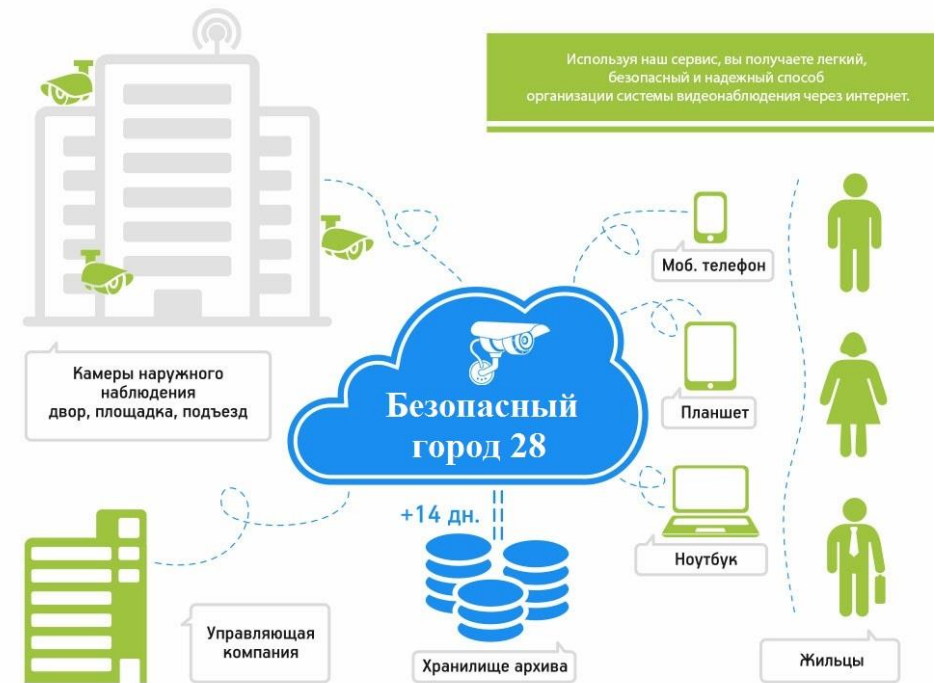 Используя наш сервис, вы получаете легкий,
безопасный и надежный способ
организации системы видеонаблюдения через интернет.
Моб. телефон
Камеры наружного
наблюдения
двор, площадка, подъезд
Безопасный
город 28
Планшет
+14 дн.
Ноутбук
Управляющая
компания
Хранилище архива
Жильцы